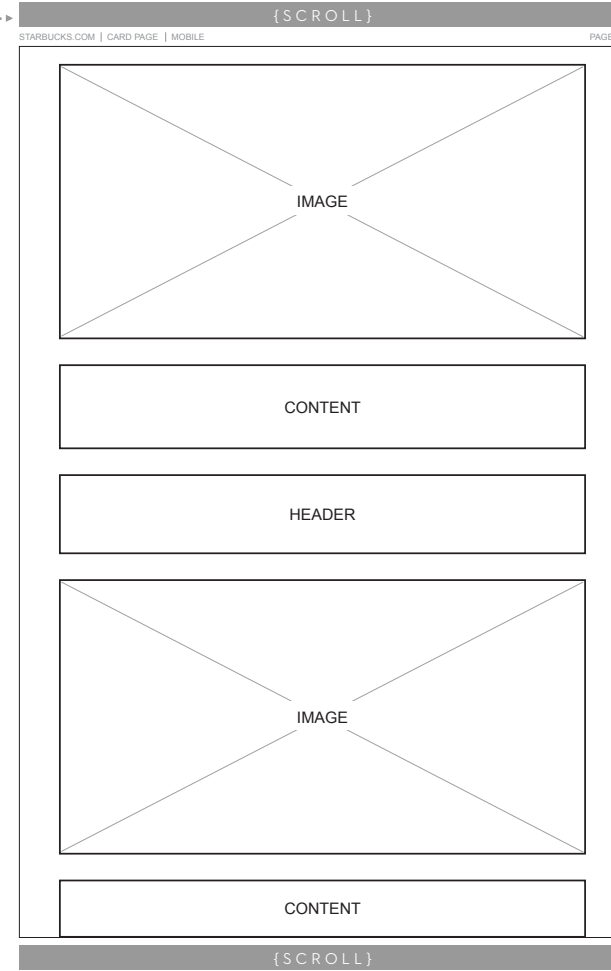 {SCROLL}
STARBUCKS.COM | CARD PAGE | MOBILE PAGE
IMAGE
CONTENT
HEADER
IMAGE
CONTENT
{SCROLL}